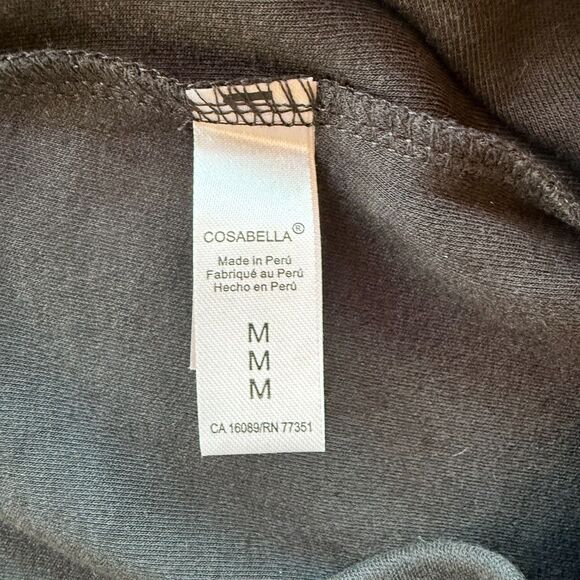 COSABELLA®
Made in Perú
Fabriqué au Perú
Hecho en Perú
M
M
M
CA 16089/RN 77351